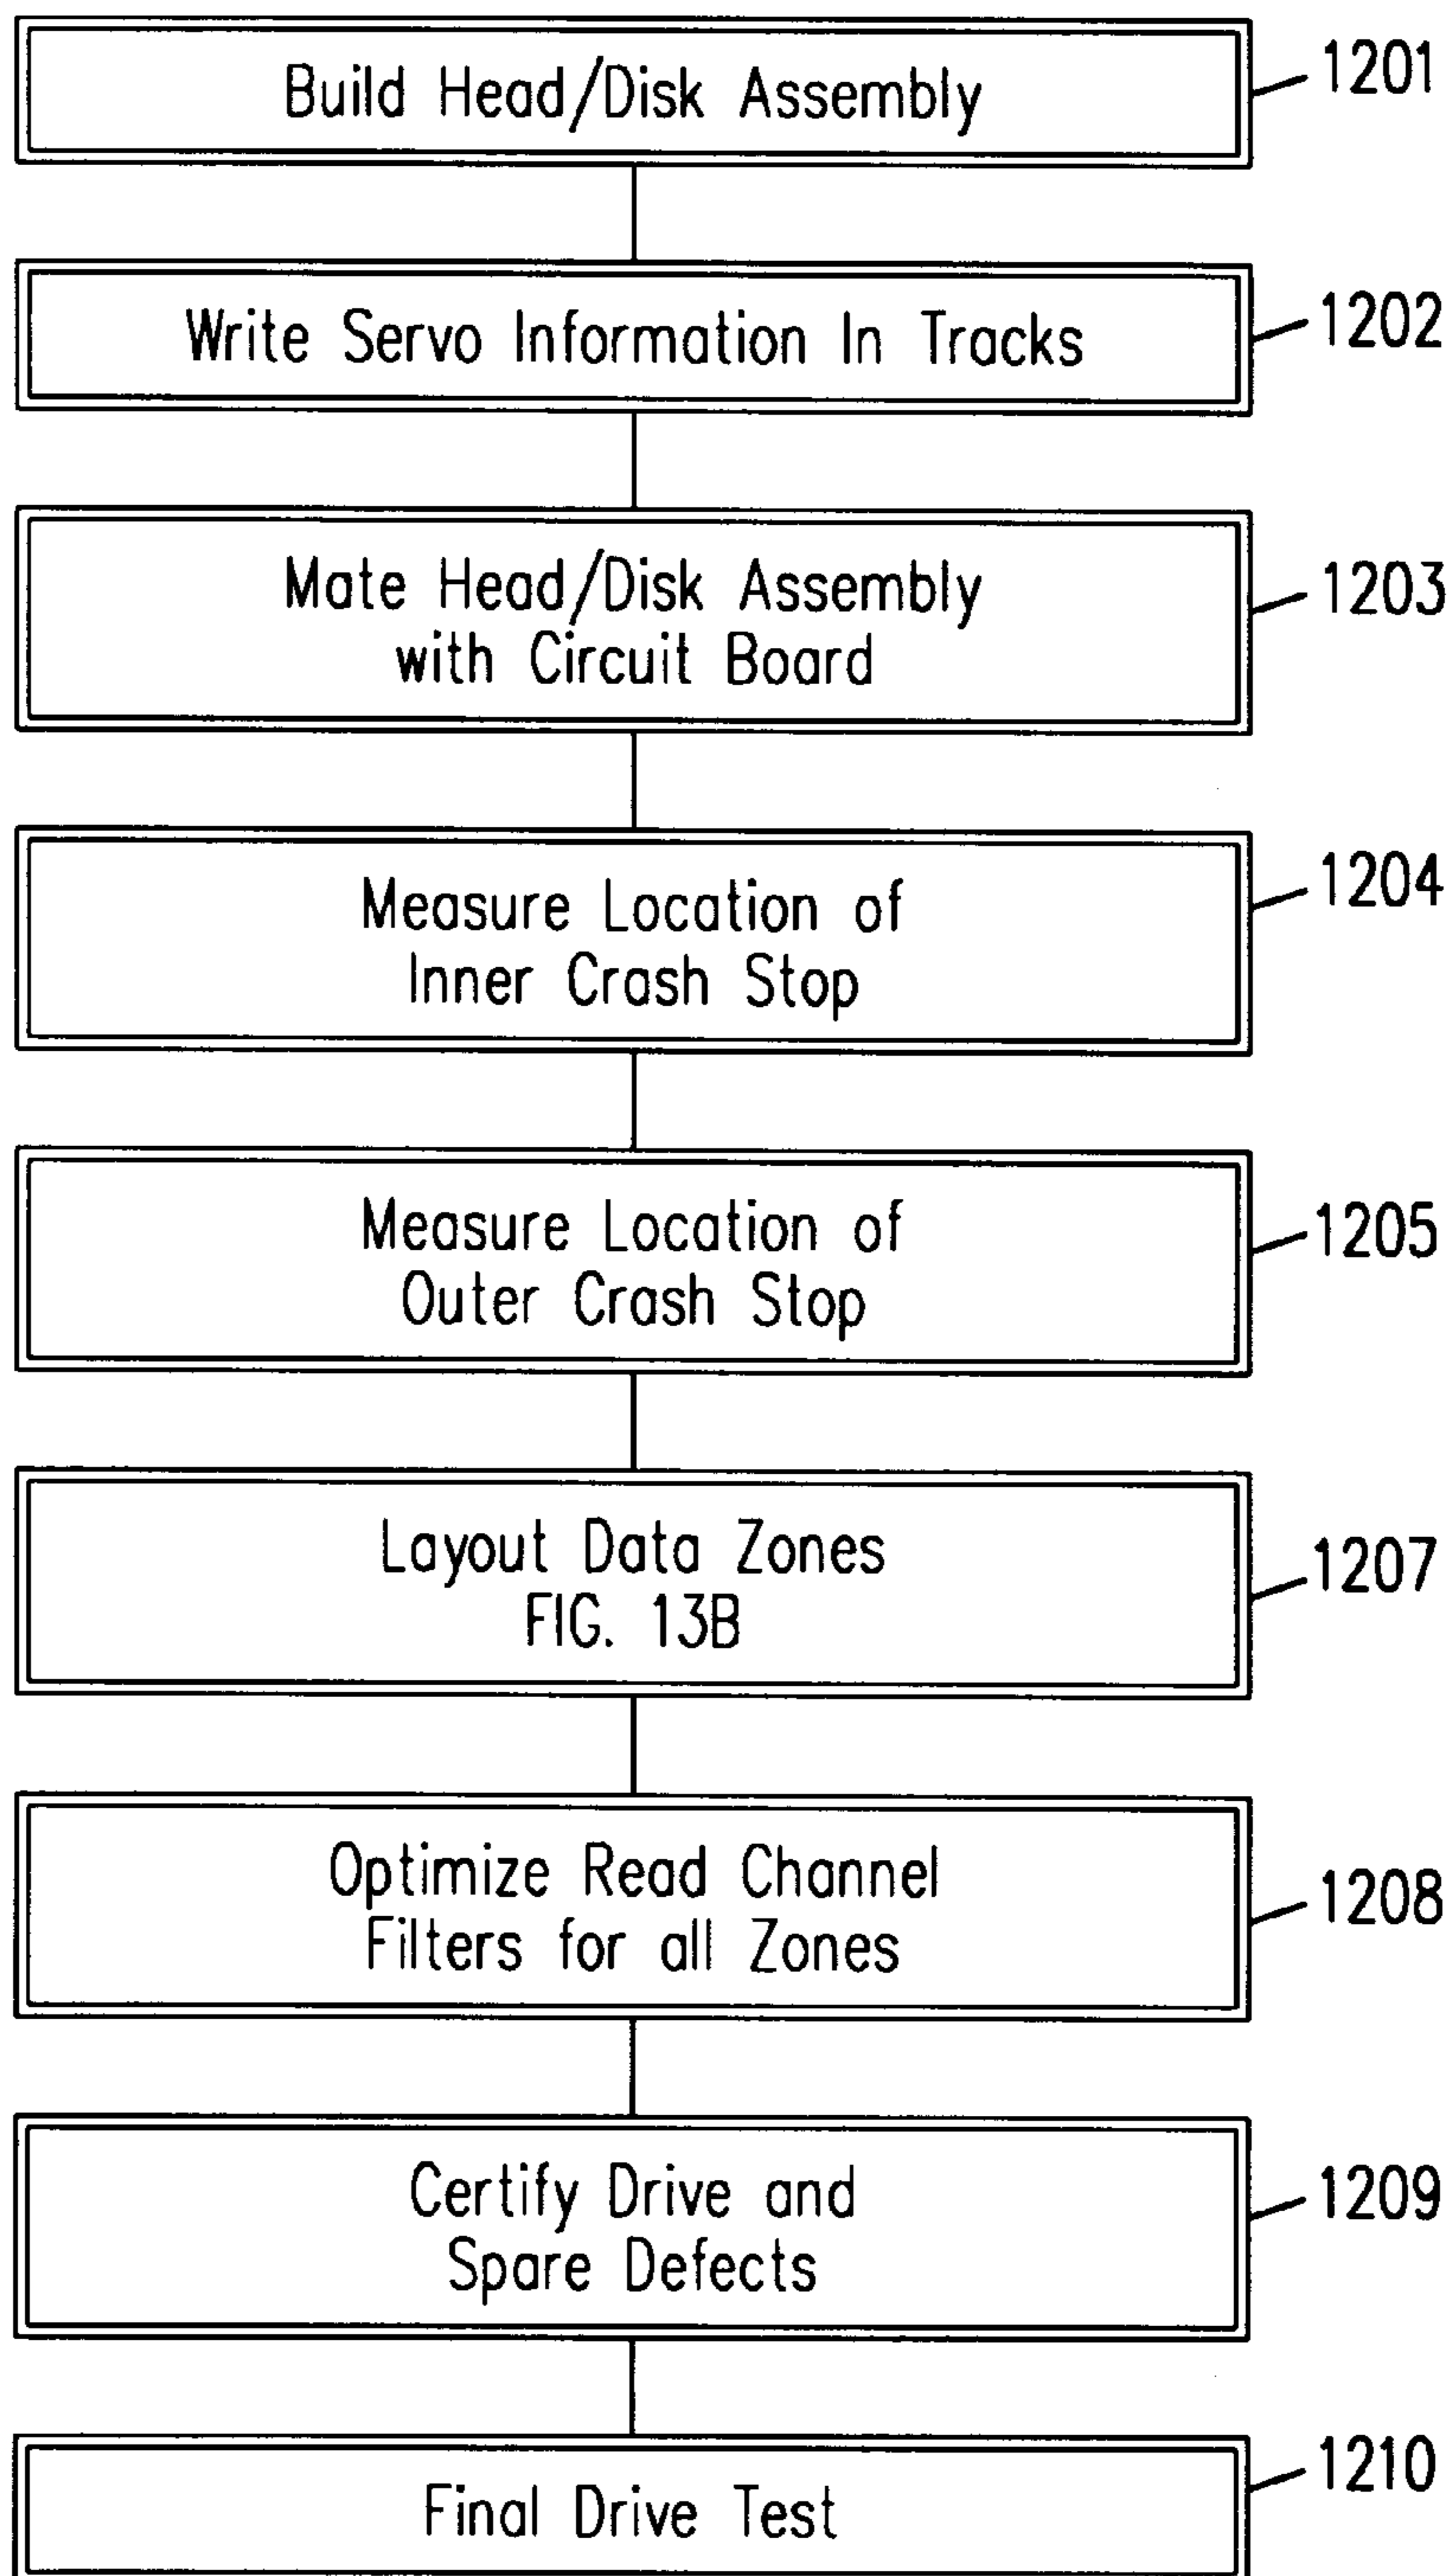 Build Head/Disk Assembly
1201
Write Servo Information In Tracks
1202
Mate Head/Disk Assembly
with Circuit Board
1203
Measure Location of
Inner Crash Stop
1204
Measure Location of
Outer Crash Stop
1205
Layout Data Zones
FIG. 13B
1207
Optimize Read Channel
Filters for all Zones
1208
Certify Drive and
Spare Defects
1209
Final Drive Test
1210